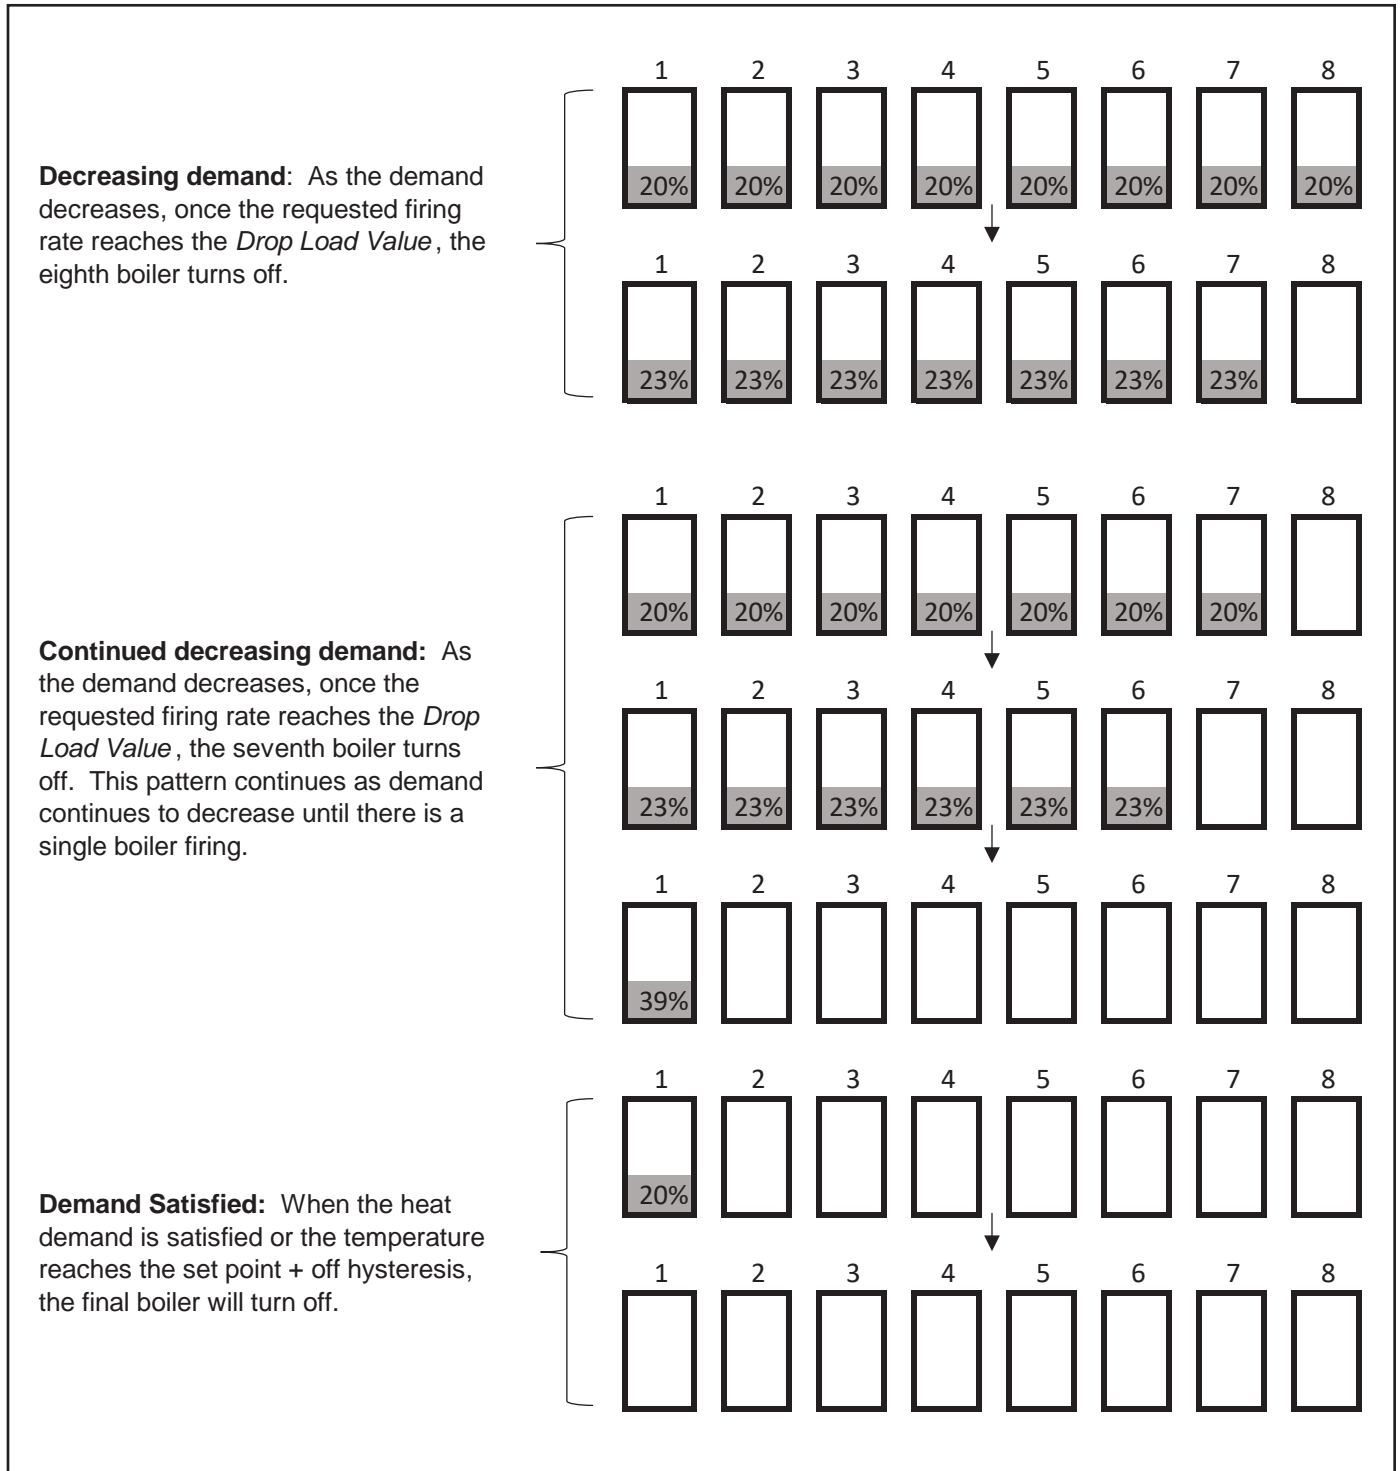 1 2 3 4 5 6 7 8
20% 20% 20% 20% 20% 20% 20% 20%
Decreasing demand: As the demand
decreases, once the requested firing
rate reaches the Drop Load Value, the
eighth boiler turns off.
1 2 3 4 5 6 7 8
23% 23% 23% 23% 23% 23% 23%
1 2 3 4 5 6 7 8
20% 20% 20% 20% 20% 20% 20%
Continued decreasing demand: As
the demand decreases, once the
requested firing rate reaches the Drop
Load Value, the seventh boiler turns
off. This pattern continues as demand
continues to decrease until there is a
single boiler firing.
1 2 3 4 5 6 7 8
23% 23% 23% 23% 23% 23%
1 2 3 4 5 6 7 8
39%
1 2 3 4 5 6 7 8
20%
Demand Satisfied: When the heat
demand is satisfied or the temperature
reaches the set point + off hysteresis,
the final boiler will turn off.
1 2 3 4 5 6 7 8